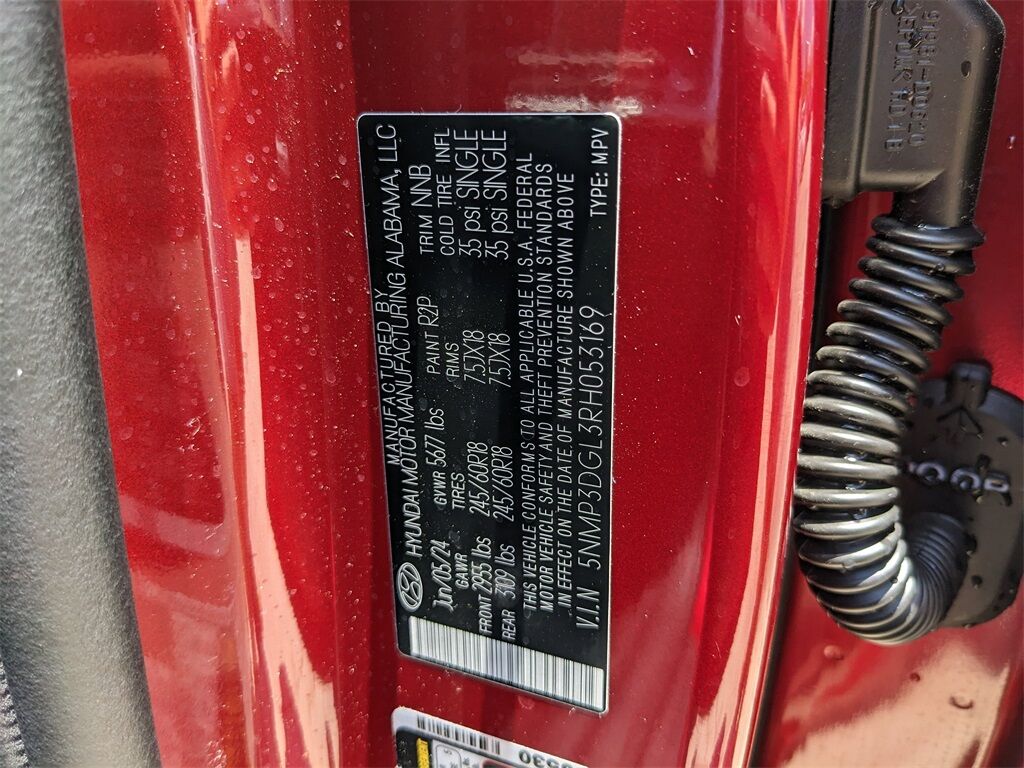 MANUFACTURED BY
HYUNDAI MOTOR MANUFACTURING ALABAMA, LLC
Jun/05/24 GVWR 5677 lbs PAINT R2P TRIM NNB
GAWR TIRES RMS COLD TIRE INFL
FRONT 2955 lbs 245/60R18 7.5JX18 35 psi SINGLE
REAR 3109 lbs 245/60R18 7.5JX18 35 psi SINGLE
THIS VEHICLE CONFORMS TO ALL APPLICABLE U.S.A. FEDERAL
MOTOR VEHICLE SAFETY AND THEFT PREVENTION STANDARDS
IN EFFECT ON THE DATE OF MANUFACTURE SHOWN ABOVE
V.I.N 5NMP3DGL3RH053169 TYPE: MPV